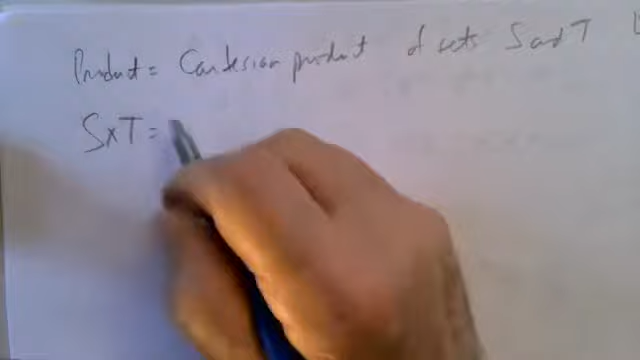 Product = Cartesian product of sets S and T
S×T =